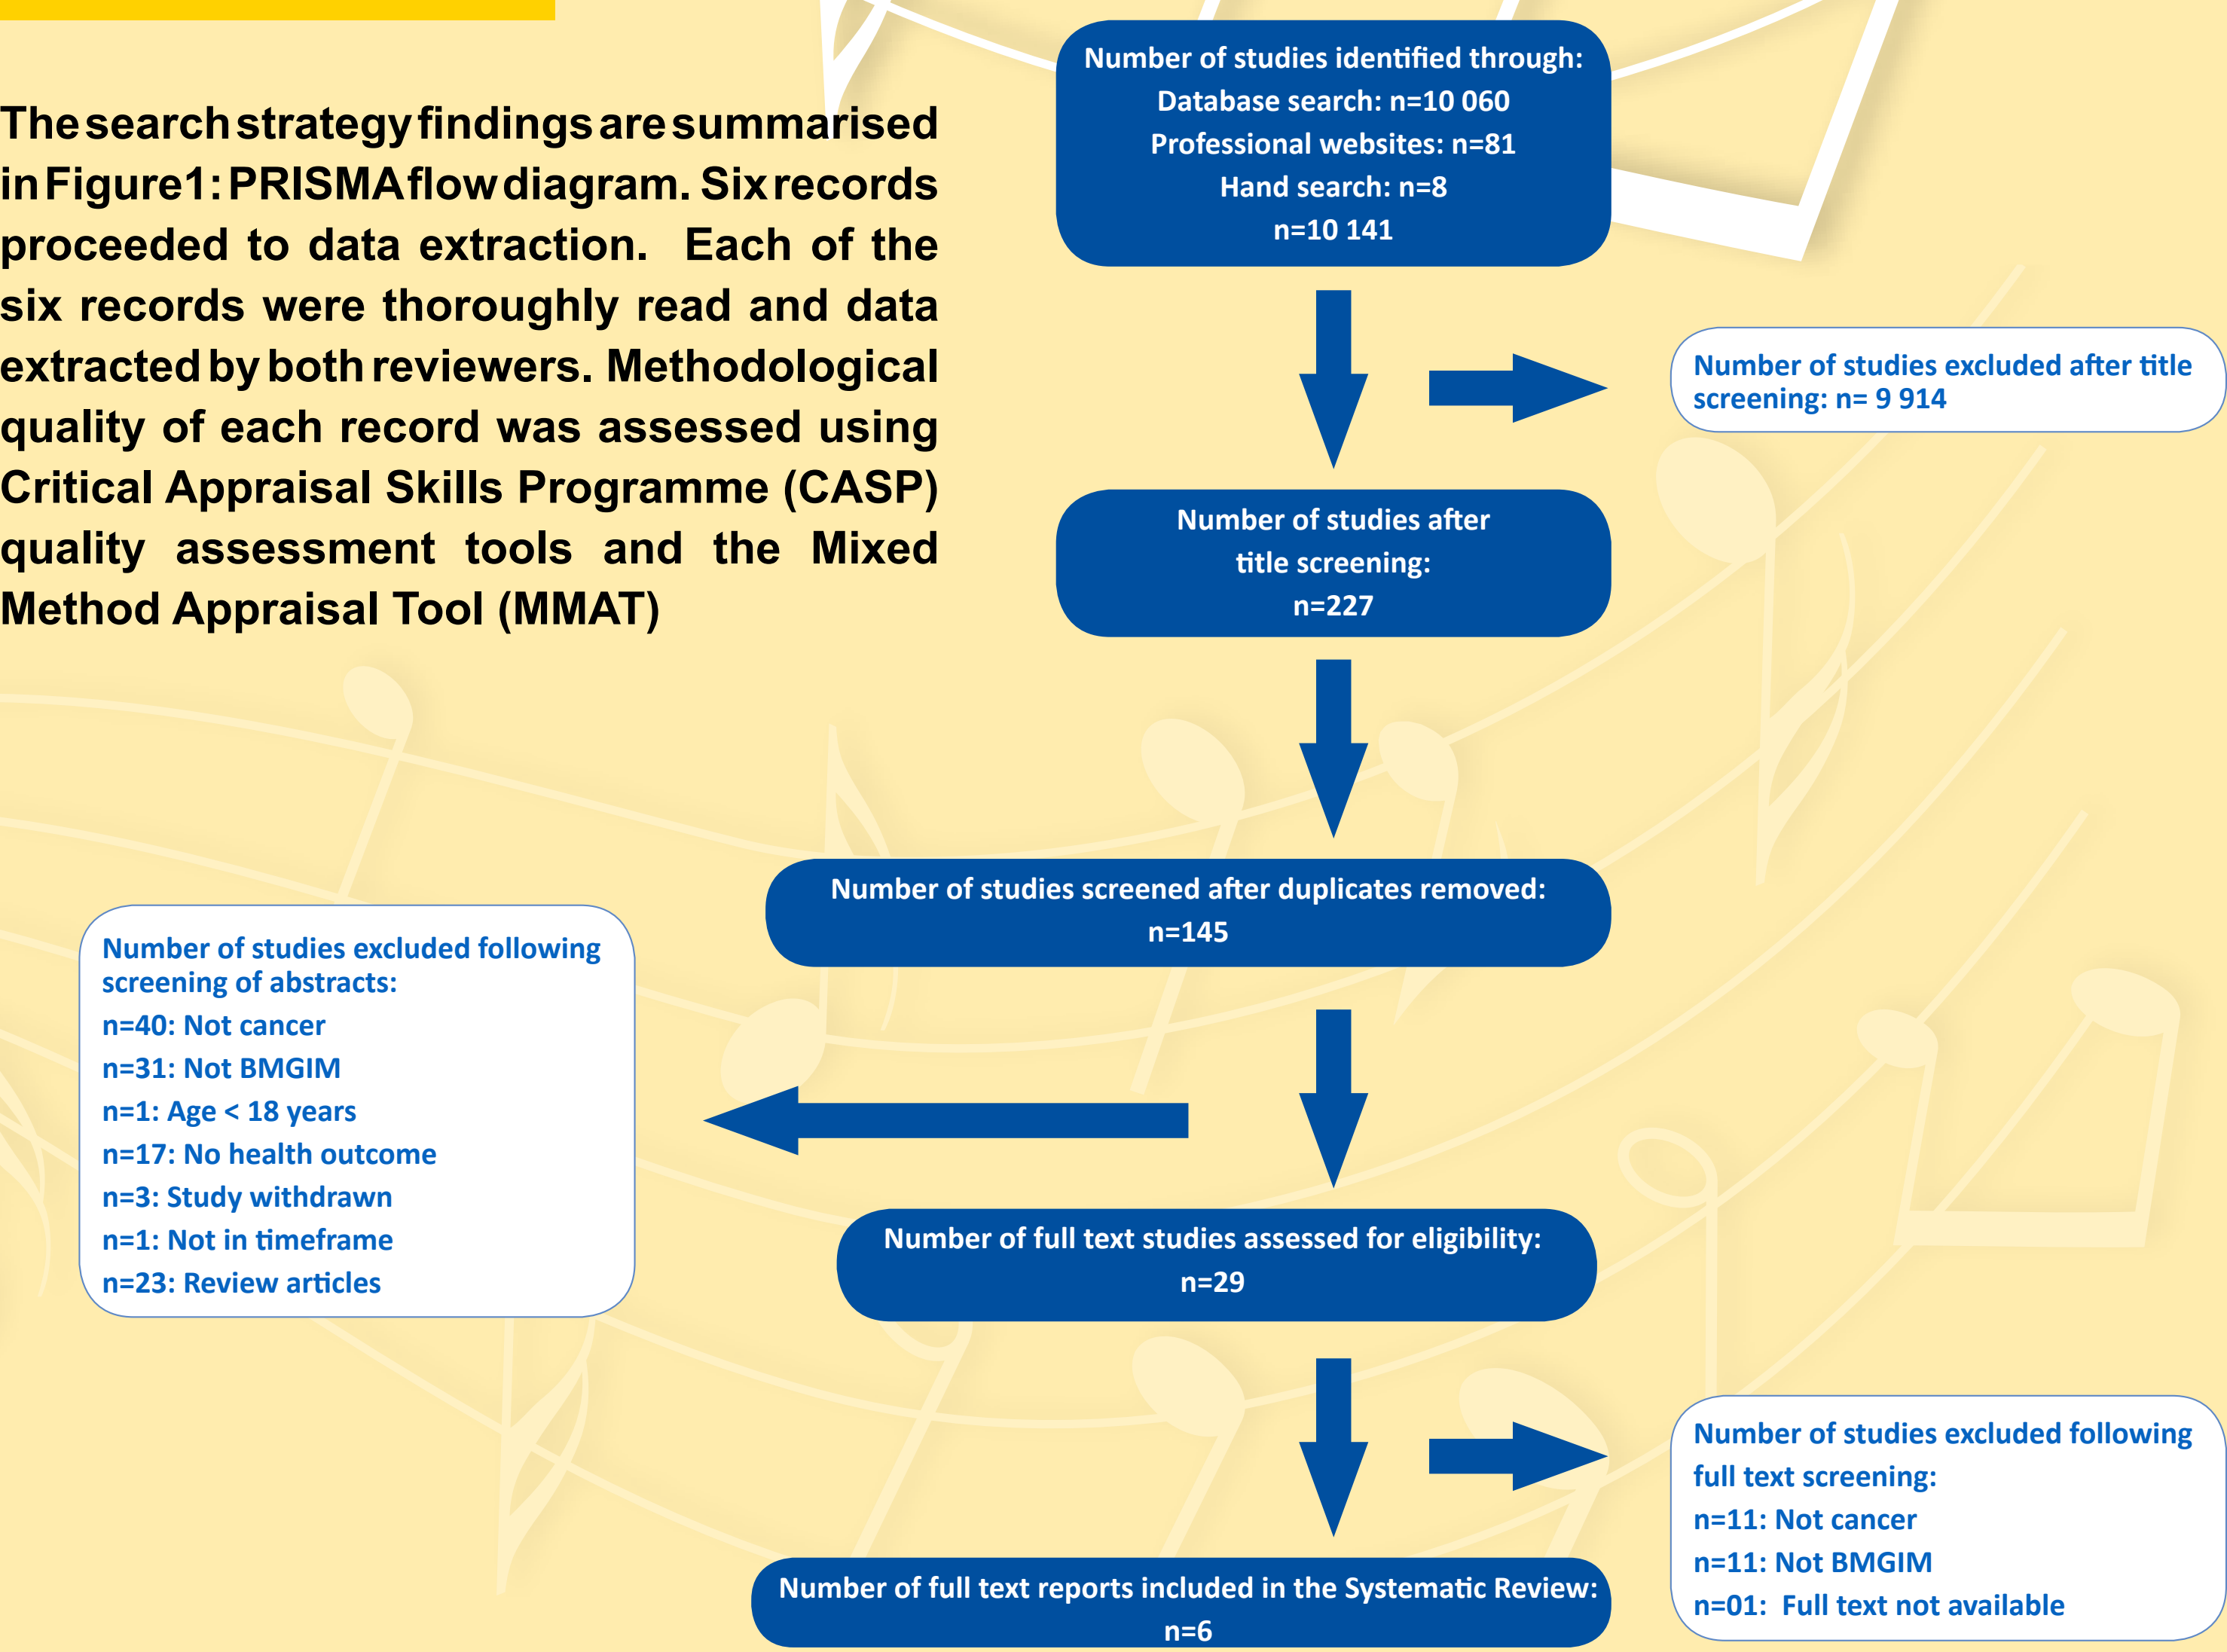 The search strategy findings are summarised
in Figure1: PRISMA flow diagram. Six records
proceeded to data extraction. Each of the
six records were thoroughly read and data
extracted by both reviewers. Methodological
quality of each record was assessed using
Critical Appraisal Skills Programme (CASP)
quality assessment tools and the Mixed
Method Appraisal Tool (MMAT)
Number of studies identified through:
Database search: n=10 060
Professional websites: n=81
Hand search: n=8
n=10 141
Number of studies excluded after title
screening: n= 9 914
Number of studies after
title screening:
n=227
Number of studies screened after duplicates removed:
n=145
Number of studies excluded following
screening of abstracts:
n=40: Not cancer
n=31: Not BMGIM
n=1: Age < 18 years
n=17: No health outcome
n=3: Study withdrawn
n=1: Not in timeframe
n=23: Review articles
Number of full text studies assessed for eligibility:
n=29
Number of studies excluded following
full text screening:
n=11: Not cancer
n=11: Not BMGIM
n=01: Full text not available
Number of full text reports included in the Systematic Review:
n=6